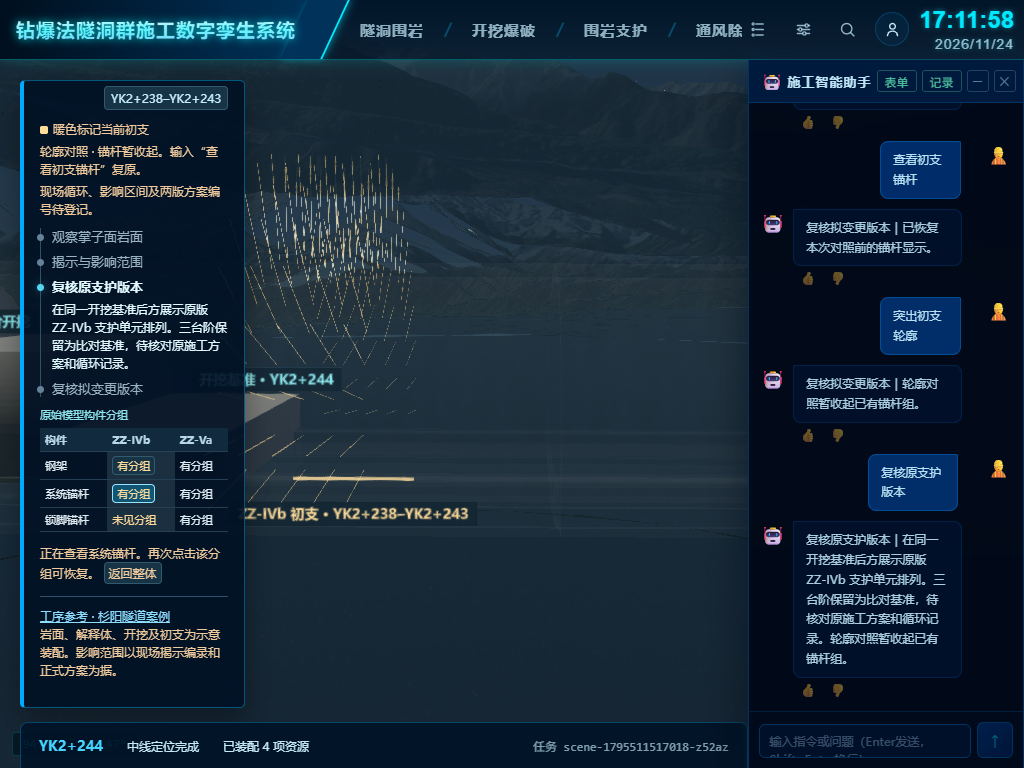 钻爆法隧洞群施工数字孪生系统
隧洞围岩 / 开挖爆破 / 围岩支护 / 通风除
17:11:58
2026/11/24
YK2+238—YK2+243
暖色标记当前初支
轮廓对照 · 锚杆暂收起。输入“查
看初支锚杆”复原。
现场循环、影响区间及两版方案编
号待登记。
观察掌子面岩面
揭示与影响范围
复核原支护版本
在同一开挖基准后方展示原版
ZZ-IVb 支护单元排列。三台阶保
留为比对基准，待核对原施工方
案和循环记录。
复核拟变更版本
原始模型构件分组
构件 ZZ-IVb ZZ-Va
钢架 有分组 有分组
系统锚杆 有分组 有分组
锁脚锚杆 未见分组 有分组
正在查看系统锚杆。再次点击该分
组可恢复。 返回整体
工序参考 · 杉阳隧道案例
岩面、解释体、开挖及初支为示意
装配。影响范围以现场揭示编录和
正式方案为据。
开挖基准 • YK2+244
ZZ-IVb 初支 • YK2+238—YK2+243
施工智能助手 表单 记录
查看初支
锚杆
复核拟变更版本 | 已恢复
本次对照前的锚杆显示。
突出初支
轮廓
复核拟变更版本 | 轮廓对
照暂收起已有锚杆组。
复核原支护
版本
复核原支护版本 | 在同一
开挖基准后方展示原版
ZZ-IVb 支护单元排列。三
台阶保留为比对基准，待
核对原施工方案和循环记
录。轮廓对照暂收起已有
锚杆组。
输入指令或问题（Enter发送，
YK2+244 中线定位完成 已装配 4 项资源 任务 scene-1795511517018-z52az